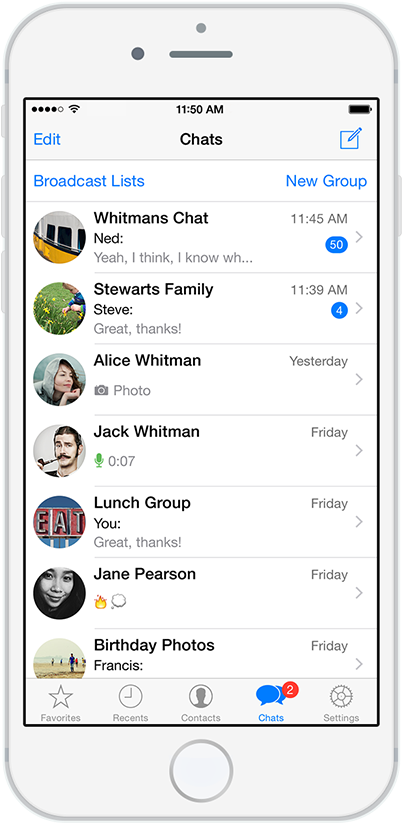 11:50 AM
Edit Chats
Broadcast Lists New Group
Whitmans Chat 11:45 AM
Ned: 50
Yeah, I think, I know wh...
Stewarts Family 11:39 AM
Steve: 4
Great, thanks!
Alice Whitman Yesterday
Photo
Jack Whitman Friday
0:07
EAT
Lunch Group Friday
You:
Great, thanks!
Jane Pearson Friday
🔥💭
Birthday Photos Friday
Francis:
2
Favorites Recents Contacts Chats Settings